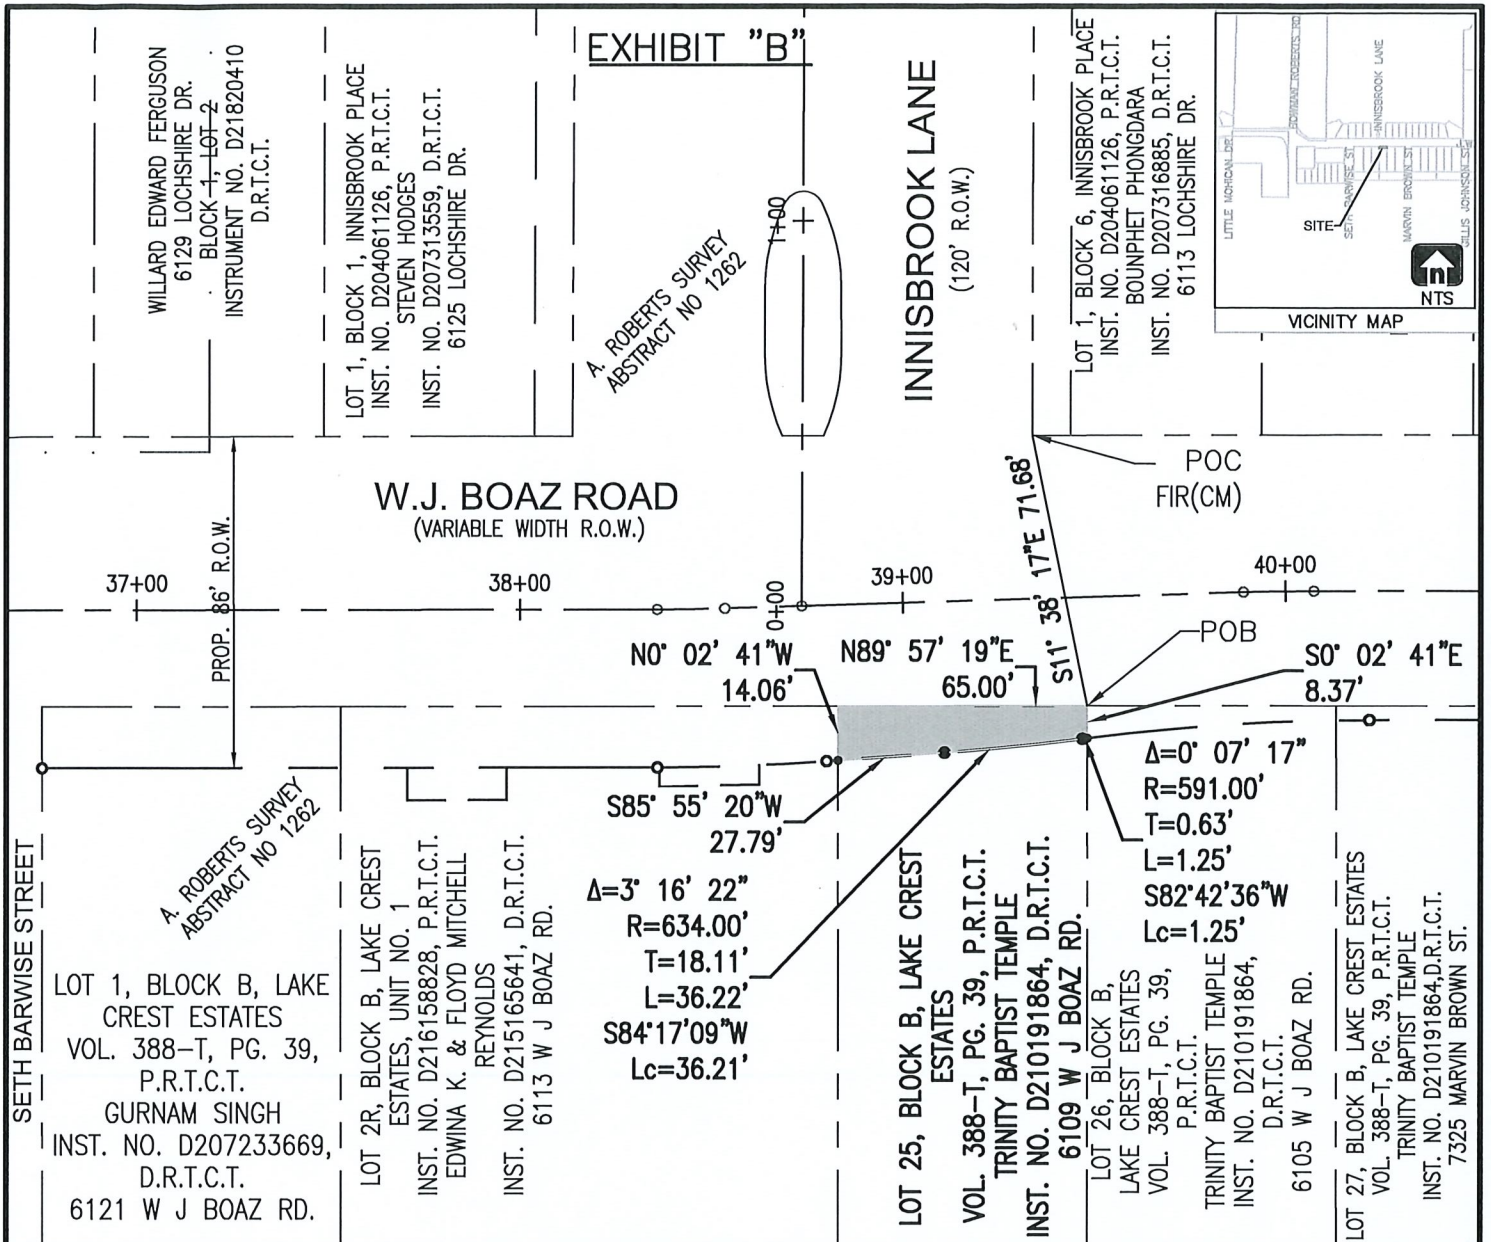 EXHIBIT "B"
WILLARD EDWARD FERGUSON
6129 LOCHSHIRE DR.
BLOCK 1, LOT 2
INSTRUMENT NO. D21820410
D.R.T.C.T.
LOT 1, BLOCK 1, INNISBROOK PLACE
INST. NO. D204061126, P.R.T.C.T.
STEVEN HODGES
INST. NO. D207313559, D.R.T.C.T.
6125 LOCHSHIRE DR.
A. ROBERTS SURVEY
ABSTRACT NO 1262
1+00
INNISBROOK LANE
(120' R.O.W.)
LOT 1, BLOCK 6, INNISBROOK PLACE
INST. NO. D204061126, P.R.T.C.T.
BOUNPHET PHONGDARA
INST. NO. D207316885, D.R.T.C.T.
6113 LOCHSHIRE DR.
BOWMAN ROBERTS RD
INNISBROOK LANE
LITTLE MOHICAN DR.
SETH BARWISE ST
MARVIN BROWN ST
GILLIS JOHNSON ST
SITE
n
NTS
VICINITY MAP
POC
FIR(CM)
W.J. BOAZ ROAD
(VARIABLE WIDTH R.O.W.)
PROP. 86' R.O.W.
S11° 38' 17"E 71.68'
37+00
38+00
39+00
40+00
0+00
POB
N0° 02' 41"W
14.06'
N89° 57' 19"E
65.00'
S0° 02' 41"E
8.37'
S85° 55' 20"W
27.79'
Δ=3° 16' 22"
R=634.00'
T=18.11'
L=36.22'
S84°17'09"W
Lc=36.21'
Δ=0° 07' 17"
R=591.00'
T=0.63'
L=1.25'
S82°42'36"W
Lc=1.25'
SETH BARWISE STREET
A. ROBERTS SURVEY
ABSTRACT NO 1262
LOT 1, BLOCK B, LAKE
CREST ESTATES
VOL. 388-T, PG. 39,
P.R.T.C.T.
GURNAM SINGH
INST. NO. D207233669,
D.R.T.C.T.
6121 W J BOAZ RD.
LOT 2R, BLOCK B, LAKE CREST
ESTATES, UNIT NO. 1
INST. NO. D216158828, P.R.T.C.T.
EDWINA K. & FLOYD MITCHELL
REYNOLDS
INST. NO. D215165641, D.R.T.C.T.
6113 W J BOAZ RD.
LOT 25, BLOCK B, LAKE CREST
ESTATES
VOL. 388-T, PG. 39, P.R.T.C.T.
TRINITY BAPTIST TEMPLE
INST. NO. D210191864, D.R.T.C.T.
6109 W J BOAZ RD.
LOT 26, BLOCK B,
LAKE CREST ESTATES
VOL. 388-T, PG. 39,
P.R.T.C.T.
TRINITY BAPTIST TEMPLE
INST. NO. D210191864,
D.R.T.C.T.
6105 W J BOAZ RD.
LOT 27, BLOCK B, LAKE CREST ESTATES
VOL. 388-T, PG. 39, P.R.T.C.T.
TRINITY BAPTIST TEMPLE
INST. NO. D210191864,D.R.T.C.T.
7325 MARVIN BROWN ST.